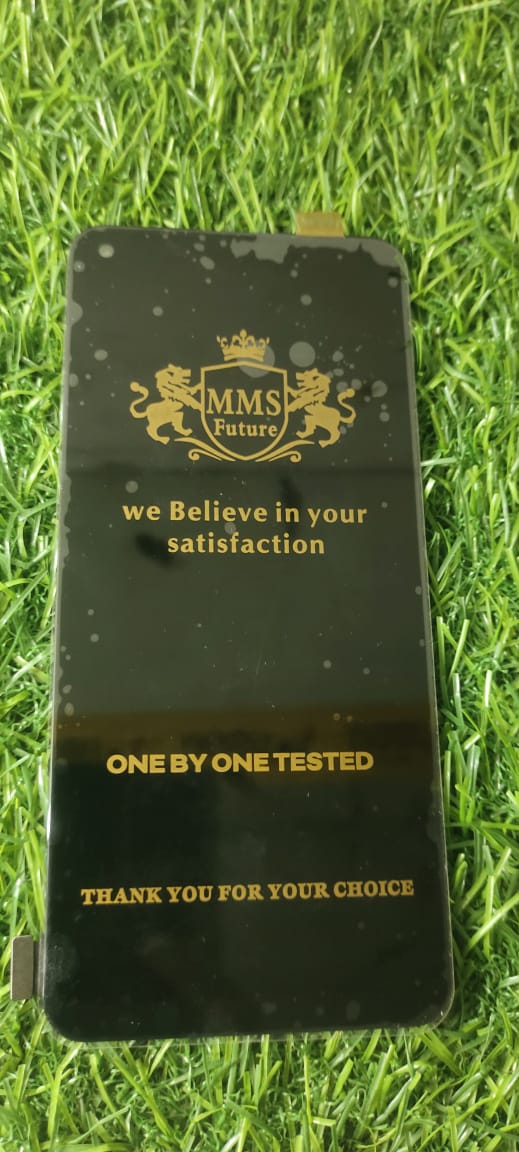 MMS
Future
we Believe in your
satisfaction
ONE BY ONE TESTED
THANK YOU FOR YOUR CHOICE